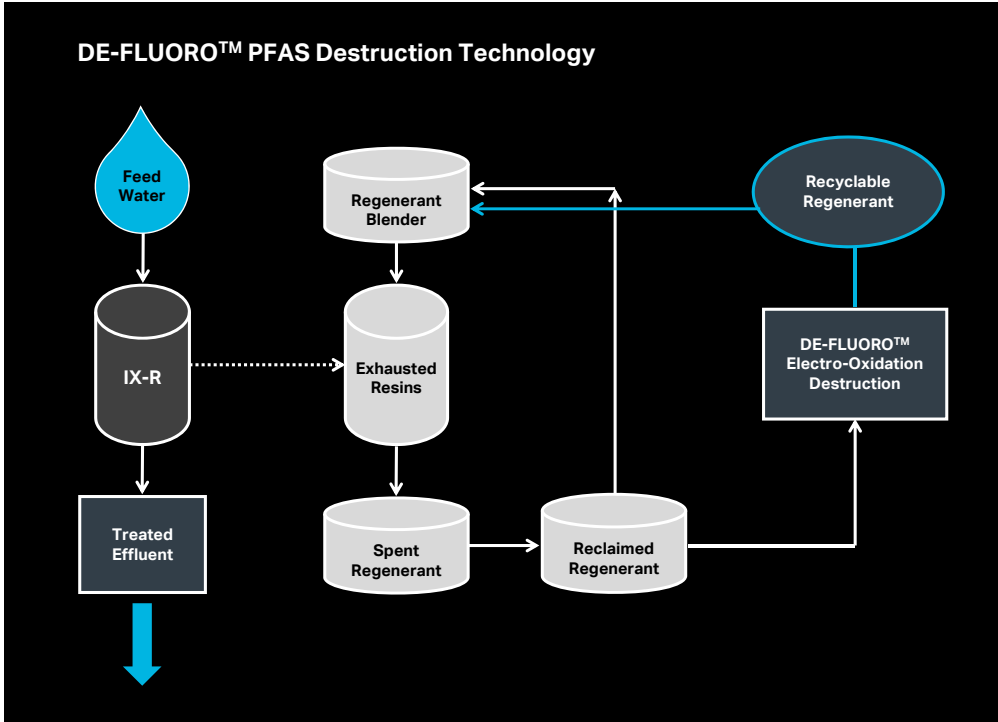 DE-FLUORO™ PFAS Destruction Technology
Feed
Water
Regenerant
Blender
Recyclable
Regenerant
IX-R
Exhausted
Resins
DE-FLUORO™
Electro-Oxidation
Destruction
Treated
Effluent
Spent
Regenerant
Reclaimed
Regenerant